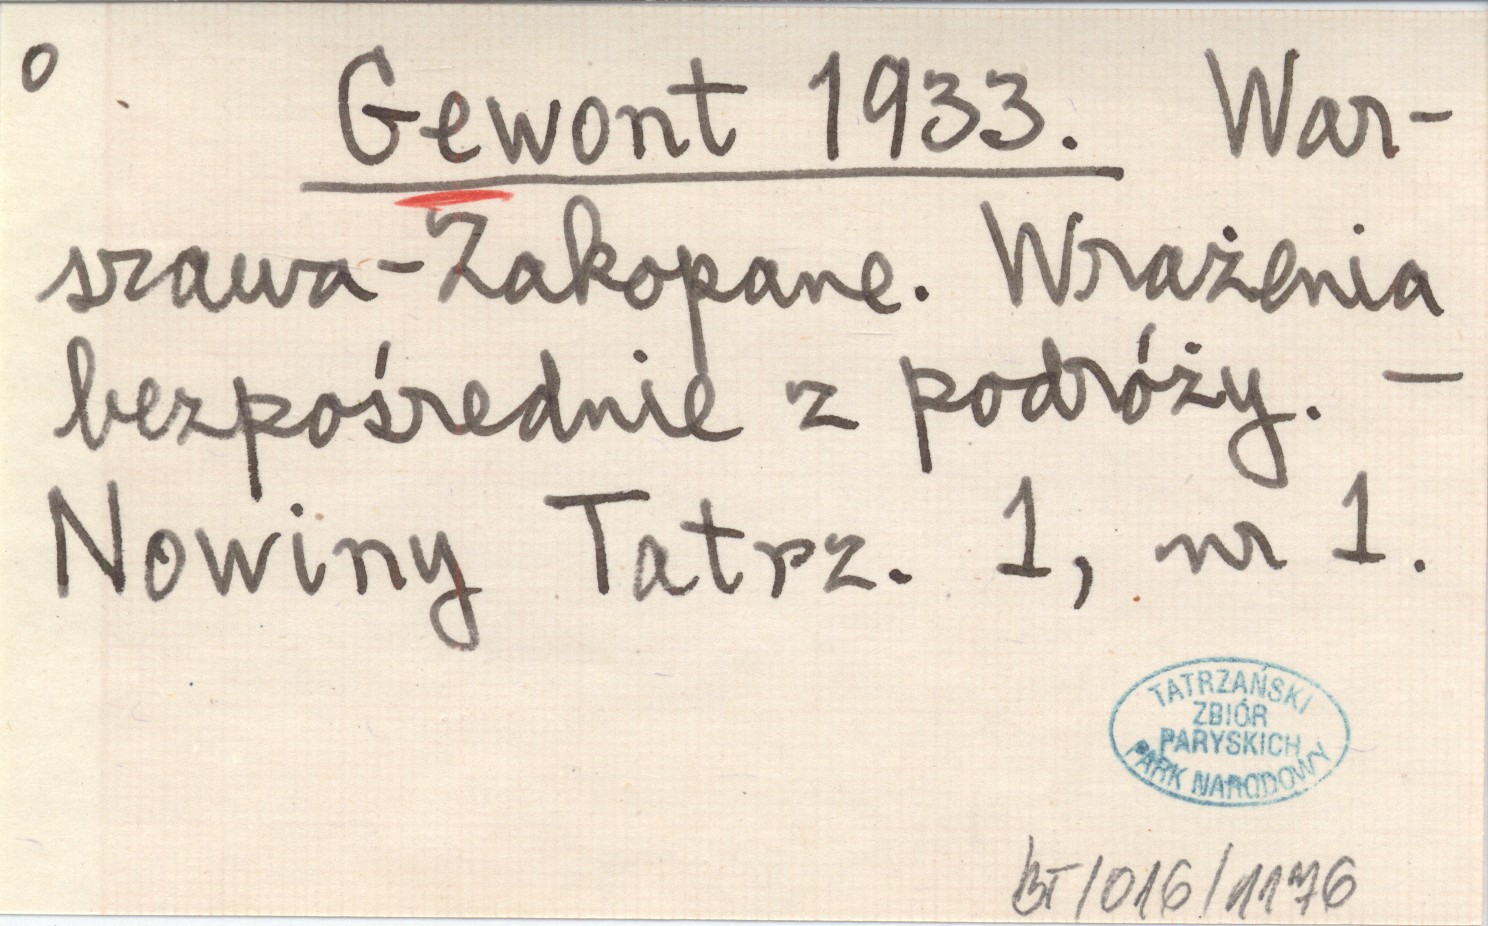 o
Gewont 1933. War-
szawa-Zakopane. Wrażenia
bezpośrednie z podróży. —
Nowiny Tatrz. 1, nr 1.
TATRZAŃSKI
ZBIÓR
PARYSKICH
PARK NARODOWY
BT/016/1176